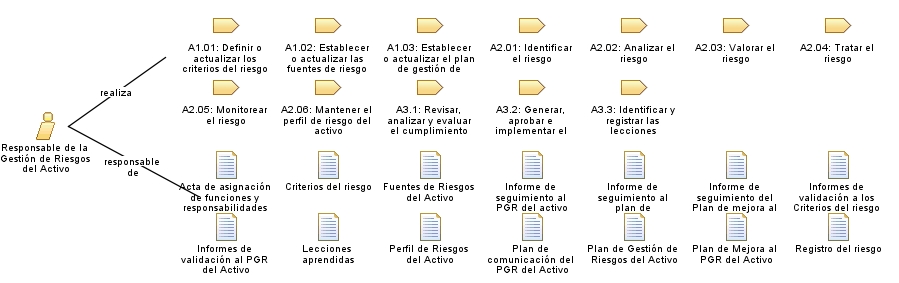 A1.01: Definir o
actualizar los
criterios del riesgo
A1.02: Establecer
o actualizar las
fuentes de riesgo
A1.03: Establecer
o actualizar el plan
de gestión de
A2.01: Identificar
el riesgo
A2.02: Analizar el
riesgo
A2.03: Valorar el
riesgo
A2.04: Tratar el
riesgo
realiza
A2.05: Monitorear
el riesgo
A2.06: Mantener el
perfil de riesgo del
activo
A3.1: Revisar,
analizar y evaluar
el cumplimiento
A3.2: Generar,
aprobar e
implementar el
A3.3: Identificar y
registrar las
lecciones
Responsable de la
Gestión de Riesgos
del Activo
responsable
de
Acta de asignación
de funciones y
responsabilidades
Criterios del riesgo
Fuentes de Riesgos
del Activo
Informe de
seguimiento al
PGR del activo
Informe de
seguimiento al
plan de
Informe de
seguimiento del
Plan de mejora al
Informes de
validación a los
Criterios del riesgo
Informes de
validación al PGR
del Activo
Lecciones
aprendidas
Perfil de Riesgos
del Activo
Plan de
comunicación del
PGR del Activo
Plan de Gestión de
Riesgos del Activo
Plan de Mejora al
PGR del Activo
Registro del riesgo